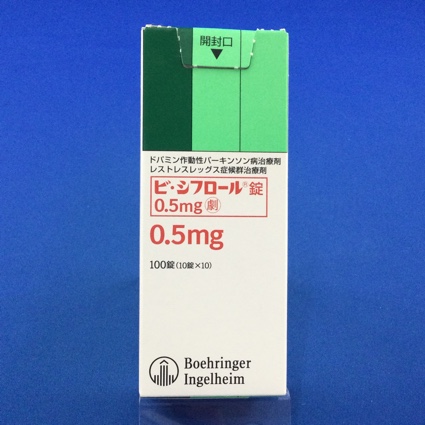 開封口
ドパミン作動性パーキンソン病治療剤
レストレスレッグス症候群治療剤
ビ・シフロール®錠
0.5mg 劇
0.5mg
100錠(10錠×10)
Boehringer
Ingelheim